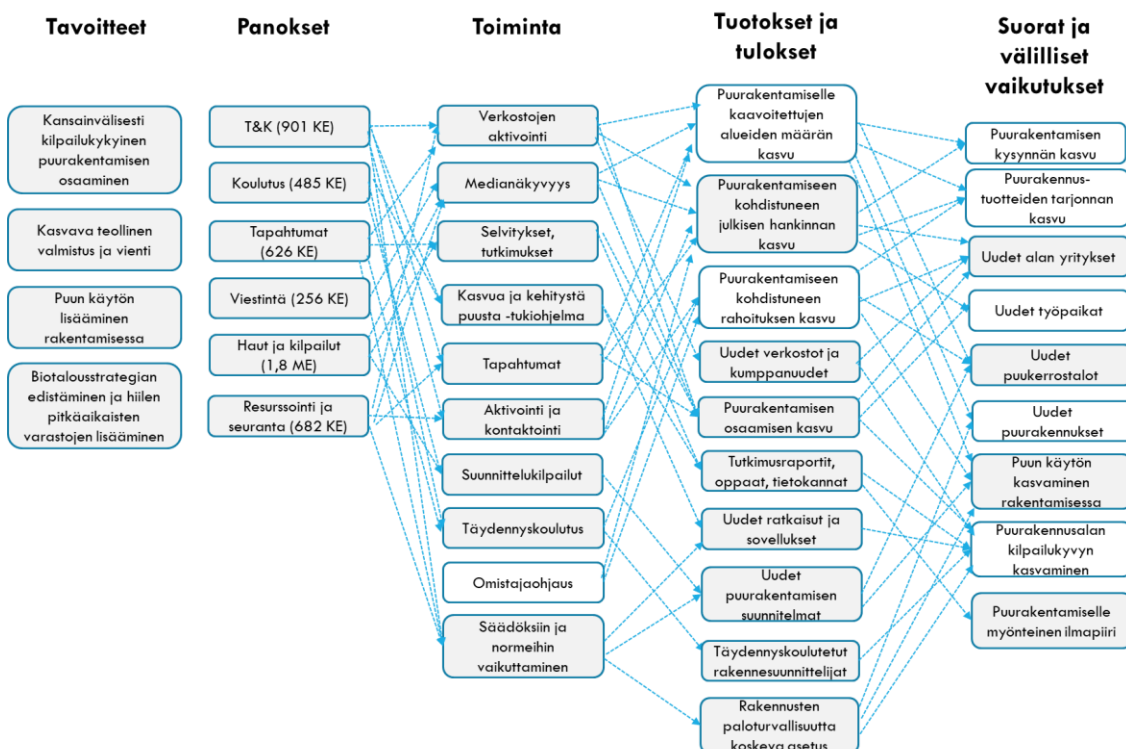 Tavoitteet
Kansainvälisesti
kilpailukykyinen
puurakentamisen
osaaminen
Kasvava teollinen
valmistus ja vienti
Puun käytön
lisääminen
rakentamisessa
Biotalousstrategian
edistäminen ja hiilen
pitkäaikaisten
varastojen lisääminen
Panokset
T&K (901 KE)
Koulutus (485 KE)
Tapahtumat
(626 KE)
Viestintä (256 KE)
Haut ja kilpailut
(1,8 ME)
Resurssointi ja
seuranta (682 KE)
Toiminta
Verkostojen
aktivointi
Medianäkyvyys
Selvitykset,
tutkimukset
Kasvua ja kehitystä
puusta -tukiohjelma
Tapahtumat
Aktivointi ja
kontaktointi
Suunnittelukilpailut
Täydennyskoulutus
Omistajaohjaus
Säädöksiin ja
normeihin
vaikuttaminen
Tuotokset ja
tulokset
Puurakentamiselle
kaavoitettujen
alueiden määrän
kasvu
Puurakentamiseen
kohdistuneen
julkisen hankinnan
kasvu
Puurakentamiseen
kohdistuneen
rahoituksen kasvu
Uudet verkostot ja
kumppanuudet
Puurakentamisen
osaamisen kasvu
Tutkimusraportit,
oppaat, tietokannat
Uudet ratkaisut ja
sovellukset
Uudet
puurakentamisen
suunnitelmat
Täydennyskoulutetut
rakennesuunnittelijat
Rakennusten
paloturvallisuutta
koskeva asetus
Suorat ja
välilliset
vaikutukset
Puurakentamisen
kysynnän kasvu
Puurakennus-
tuotteiden tarjonnan
kasvu
Uudet alan yritykset
Uudet työpaikat
Uudet
puukerrostalot
Uudet
puurakennukset
Puun käytön
kasvaminen
rakentamisessa
Puurakennusalan
kilpailukyvyn
kasvaminen
Puurakentamiselle
myönteinen ilmapiiri